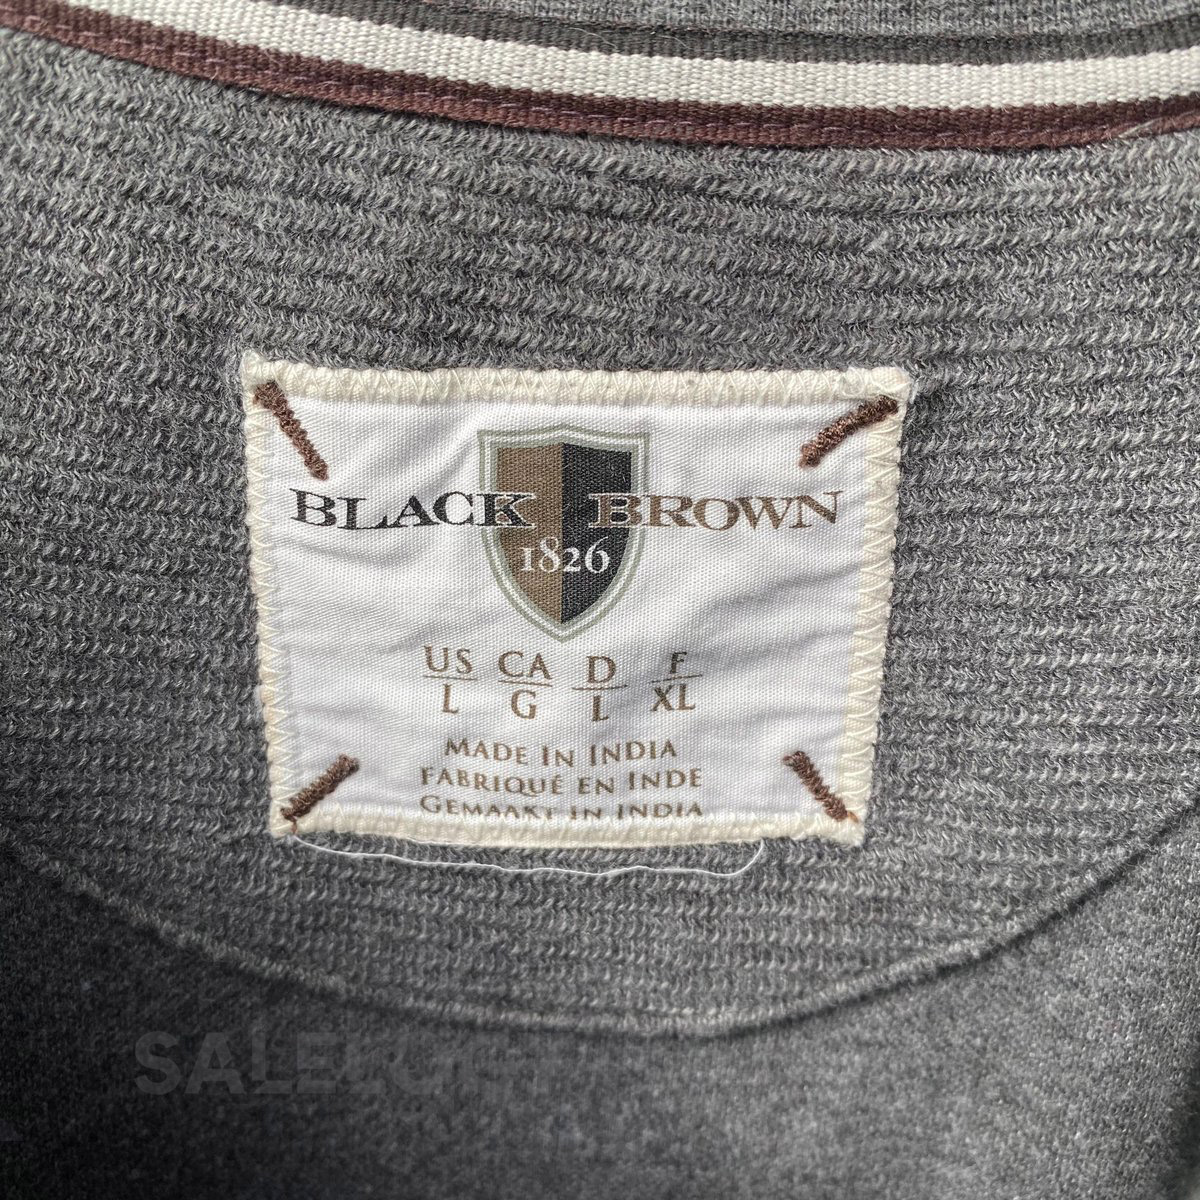 BLACK BROWN
1826
US CA D F
L G L XL
MADE IN INDIA
FABRIQUÉ EN INDE
GEMAAKT IN INDIA